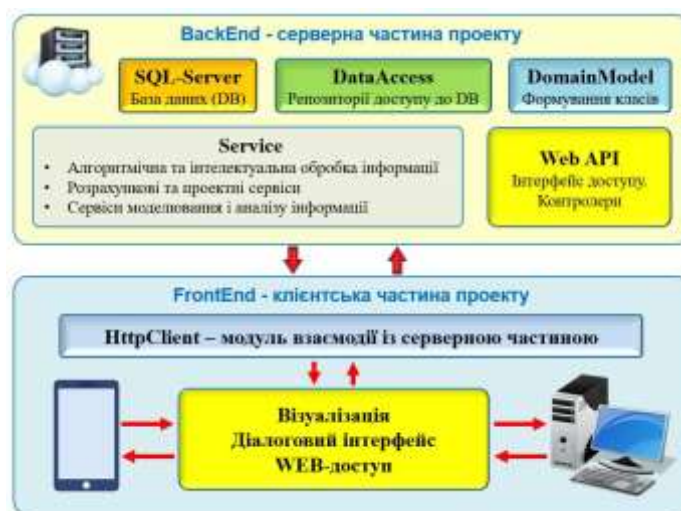 BackEnd - серверна частина проекту
SQL-Server
База даних (DB)
DataAccess
Репозиторії доступу до DB
DomainModel
Формування класів
Service
• Алгоритмічна та інтелектуальна обробка інформації
• Розрахункові та проектні сервіси
• Сервіси моделювання і аналізу інформації
Web API
Інтерфейс доступу.
Контролери
FrontEnd - клієнтська частина проекту
HttpClient – модуль взаємодії із серверною частиною
Візуалізація
Діалоговий інтерфейс
WEB-доступ